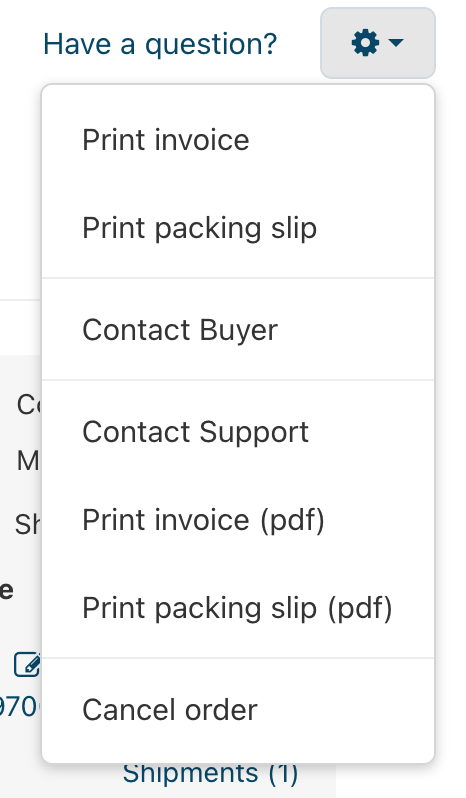 Have a question?
Print invoice
Print packing slip
Contact Buyer
Contact Support
Print invoice (pdf)
Print packing slip (pdf)
Cancel order
Shipments (1)